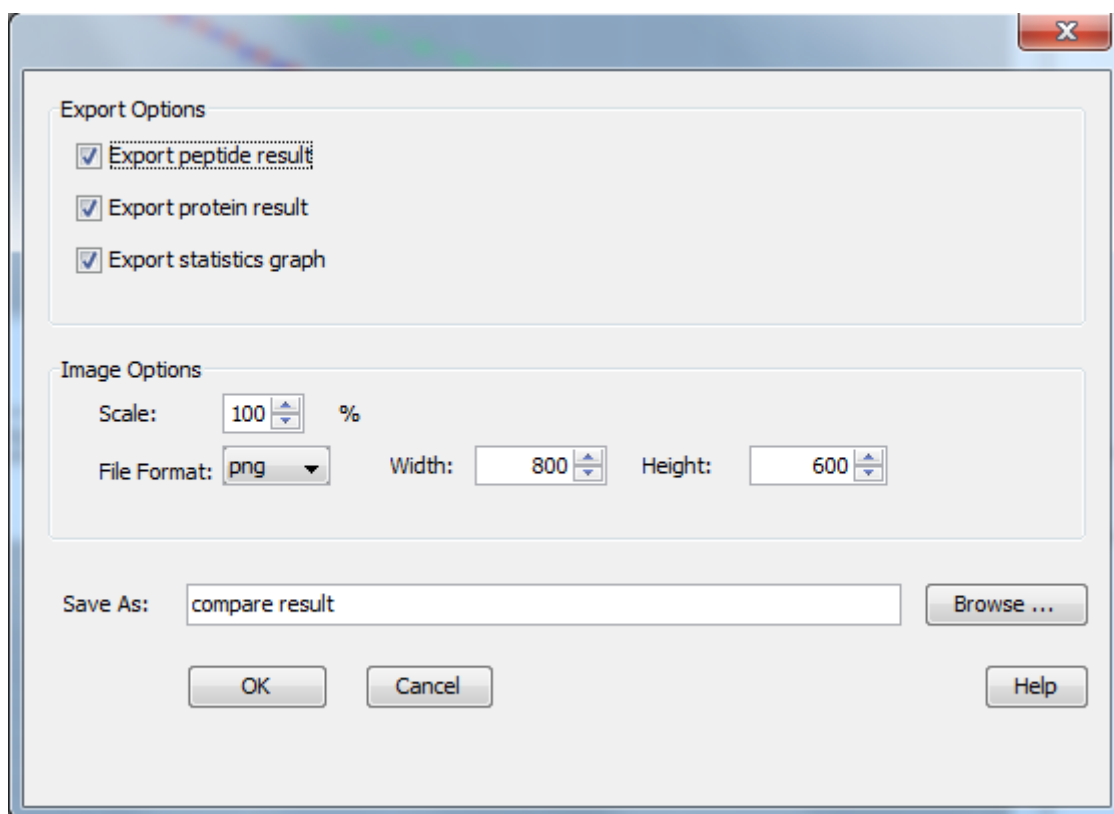 Export Options
Export peptide result
Export protein result
Export statistics graph
Image Options
Scale: 100 %
File Format: png Width: 800 Height: 600
Save As: compare result Browse ...
OK Cancel Help